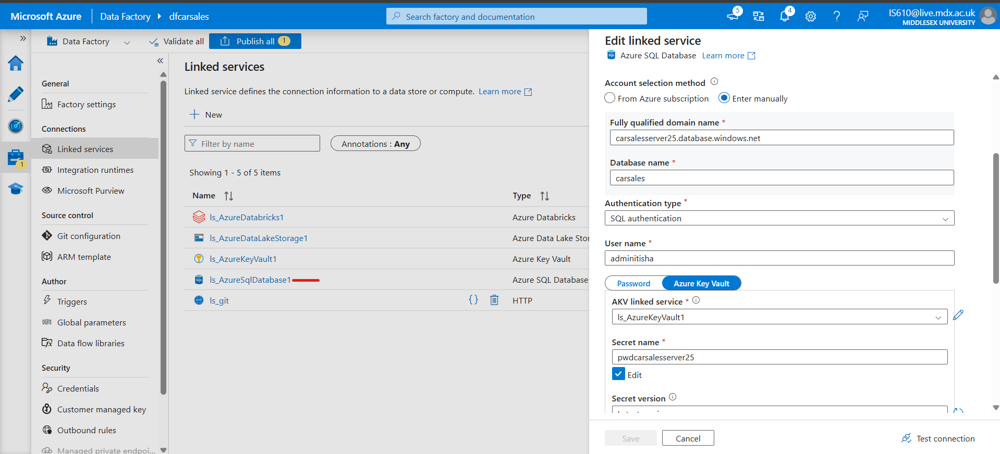 Microsoft Azure
Data Factory
dfcarsales
Search factory and documentation
5
4
IS610@live.mdx.ac.uk
MIDDLESEX UNIVERSITY
Data Factory
Validate all
Publish all
1
1
General
Factory settings
Connections
Linked services
Integration runtimes
Microsoft Purview
Source control
Git configuration
ARM template
Author
Triggers
Global parameters
Data flow libraries
Security
Credentials
Customer managed key
Outbound rules
Managed private endpoi...
Linked services
Linked service defines the connection information to a data store or compute. Learn more
New
Filter by name
Annotations : Any
Showing 1 - 5 of 5 items
Name Type
ls_AzureDatabricks1 Azure Databricks
ls_AzureDataLakeStorage1 Azure Data Lake Stor
ls_AzureKeyVault1 Azure Key Vault
ls_AzureSqlDatabase1 Azure SQL Database
ls_git {} HTTP
Edit linked service
Azure SQL Database Learn more
Account selection method
From Azure subscription Enter manually
Fully qualified domain name *
carsalesserver25.database.windows.net
Database name *
carsales
Authentication type *
SQL authentication
User name *
adminitisha
Password Azure Key Vault
AKV linked service *
ls_AzureKeyVault1
Secret name *
pwdcarsalesserver25
Edit
Secret version
Save Cancel Test connection